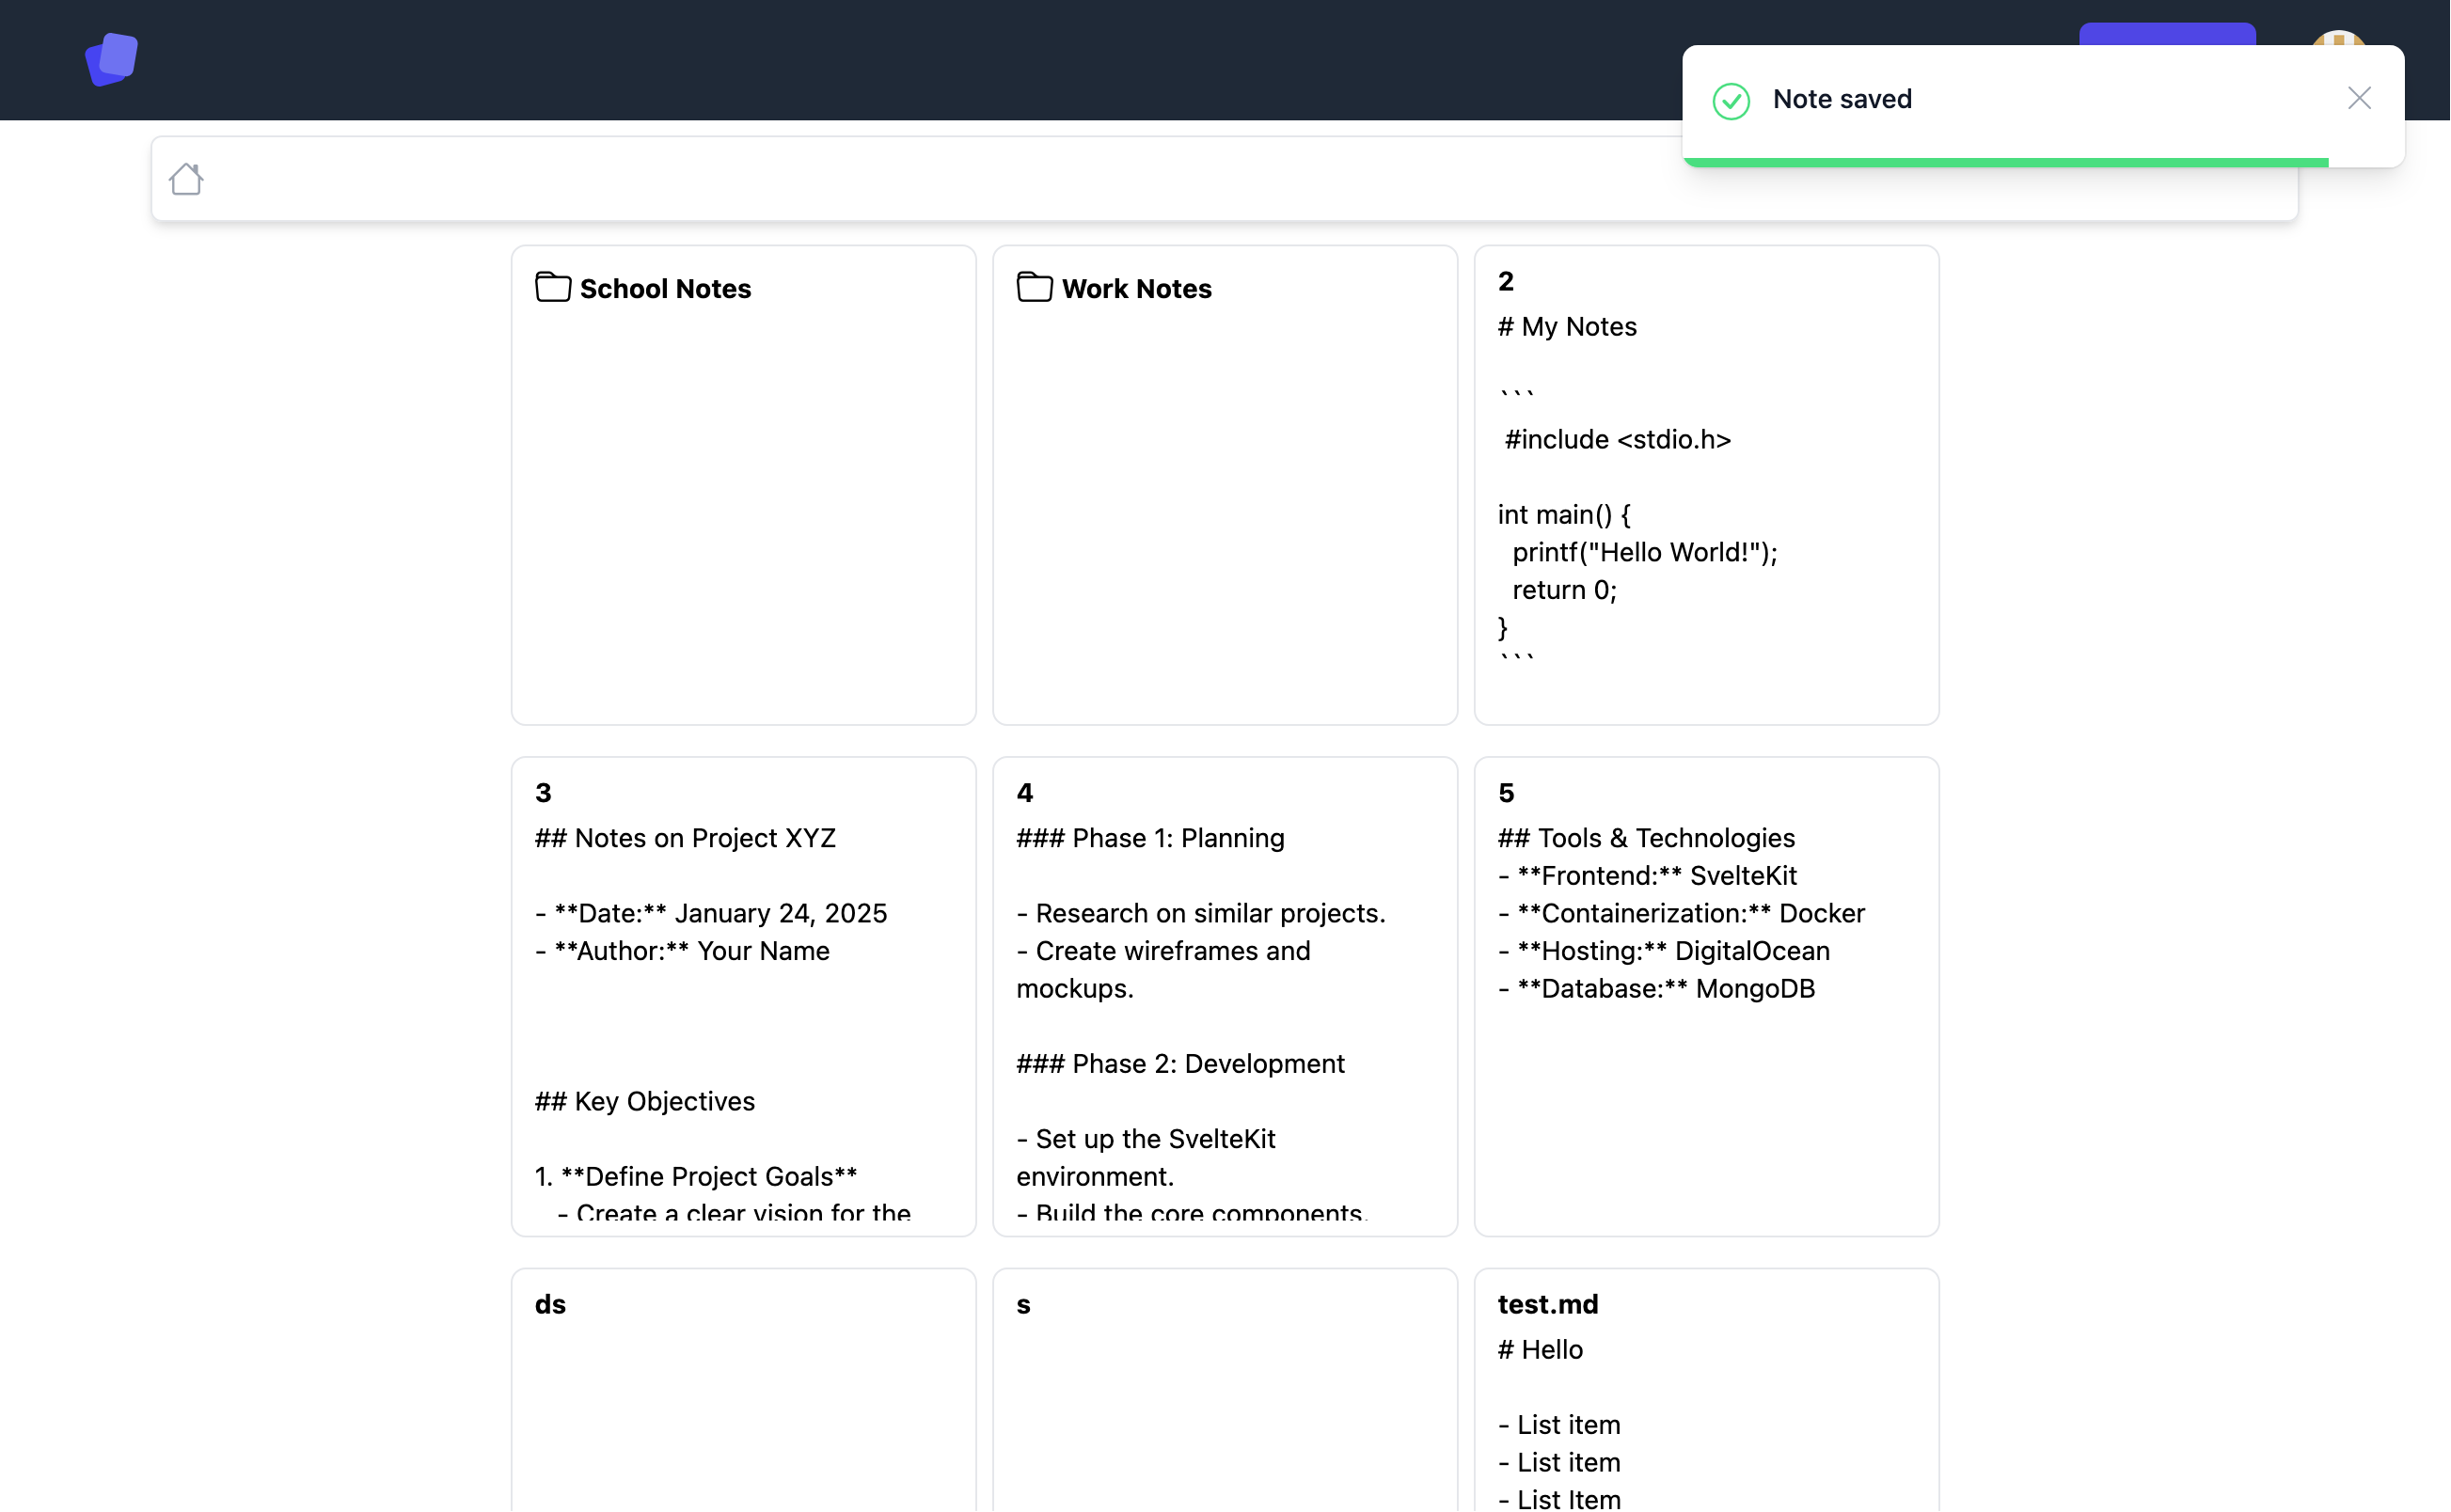 Note saved
School Notes
Work Notes
2
# My Notes
```
#include <stdio.h>
int main() {
  printf("Hello World!");
  return 0;
}
```
3
## Notes on Project XYZ
- **Date:** January 24, 2025
- **Author:** Your Name
## Key Objectives
1. **Define Project Goals**
   - Create a clear vision for the
4
### Phase 1: Planning
- Research on similar projects.
- Create wireframes and
mockups.
### Phase 2: Development
- Set up the SvelteKit
environment.
- Build the core components.
5
## Tools & Technologies
- **Frontend:** SvelteKit
- **Containerization:** Docker
- **Hosting:** DigitalOcean
- **Database:** MongoDB
ds
s
test.md
# Hello
- List item
- List item
- List Item